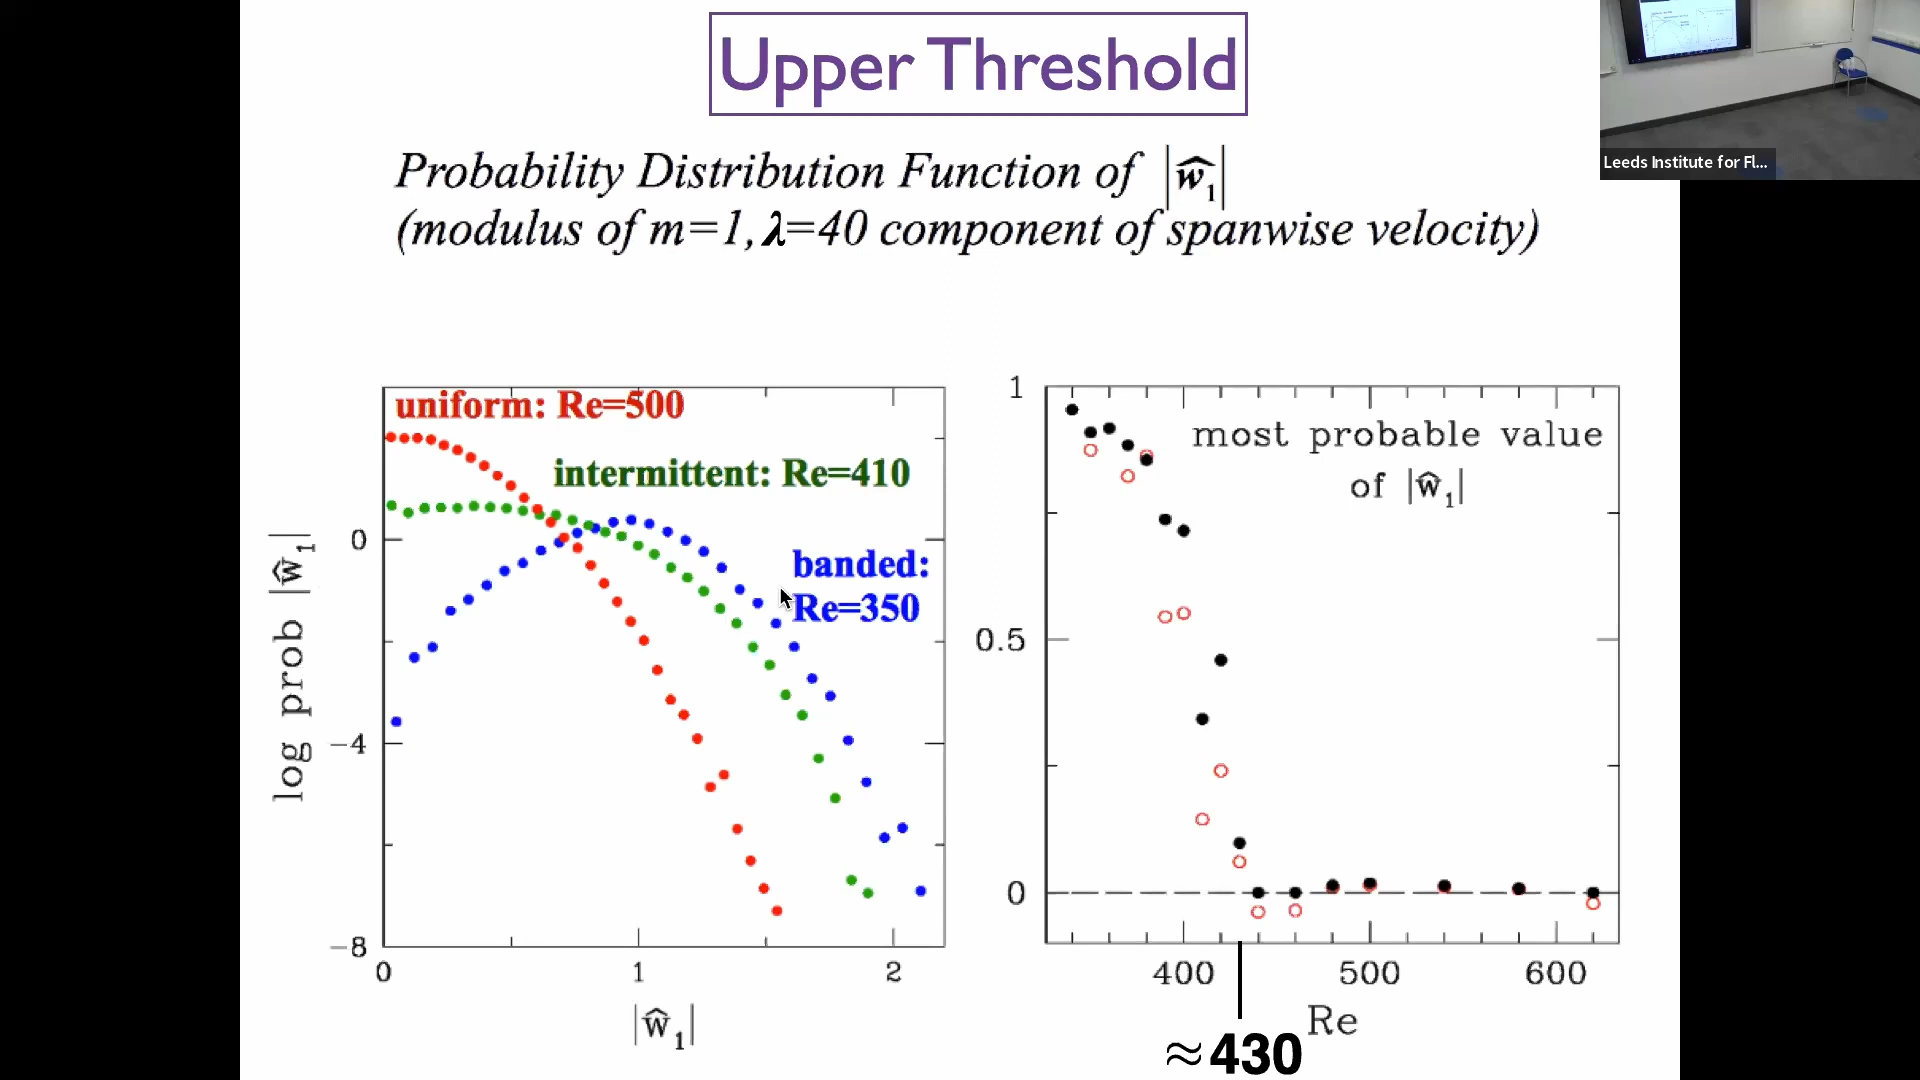 Upper Threshold
Leeds Institute for Fl...
Probability Distribution Function of |ŵ₁|
(modulus of m=1, λ=40 component of spanwise velocity)
uniform: Re=500
intermittent: Re=410
banded:
Re=350
log prob |ŵ₁|
0
−4
−8
0 1 2
|ŵ₁|
most probable value
of |ŵ₁|
1
0.5
0
400 500 600
Re
≈430